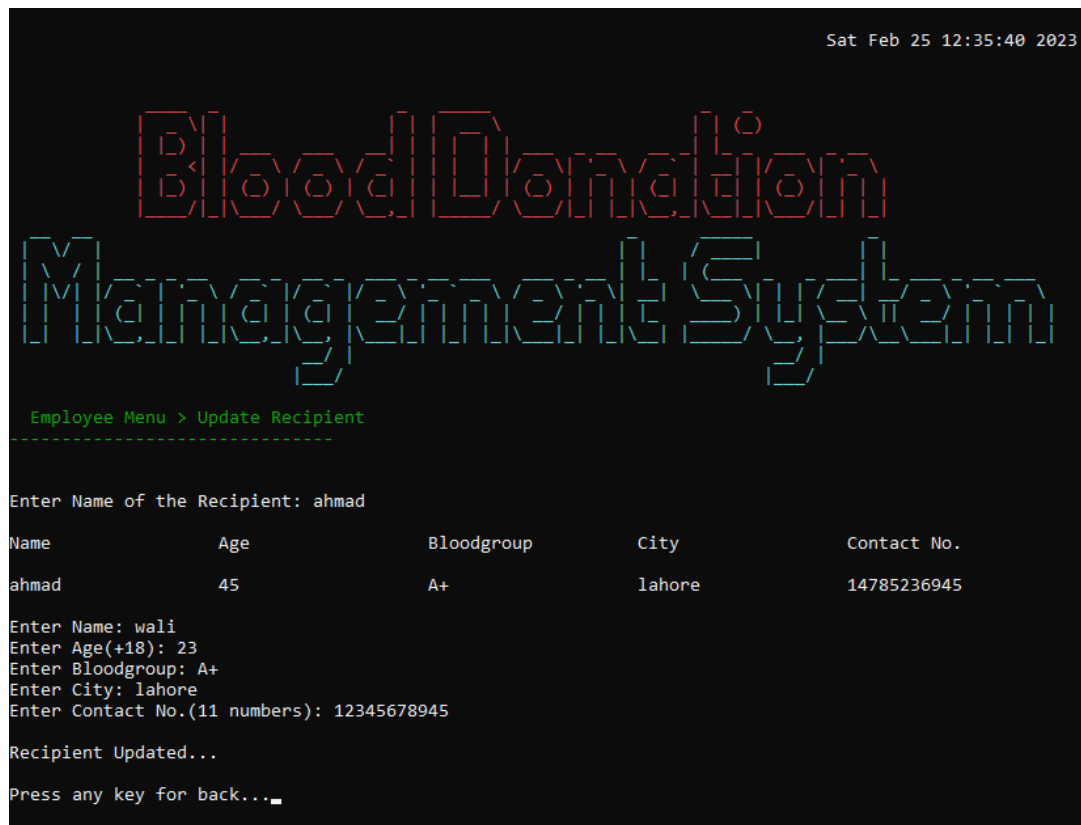 Sat Feb 25 12:35:40 2023
Blood Donation
Management System
Employee Menu > Update Recipient
-------------------------------
Enter Name of the Recipient: ahmad
Name Age Bloodgroup City Contact No.
ahmad 45 A+ lahore 14785236945
Enter Name: wali
Enter Age(+18): 23
Enter Bloodgroup: A+
Enter City: lahore
Enter Contact No.(11 numbers): 12345678945
Recipient Updated...
Press any key for back...